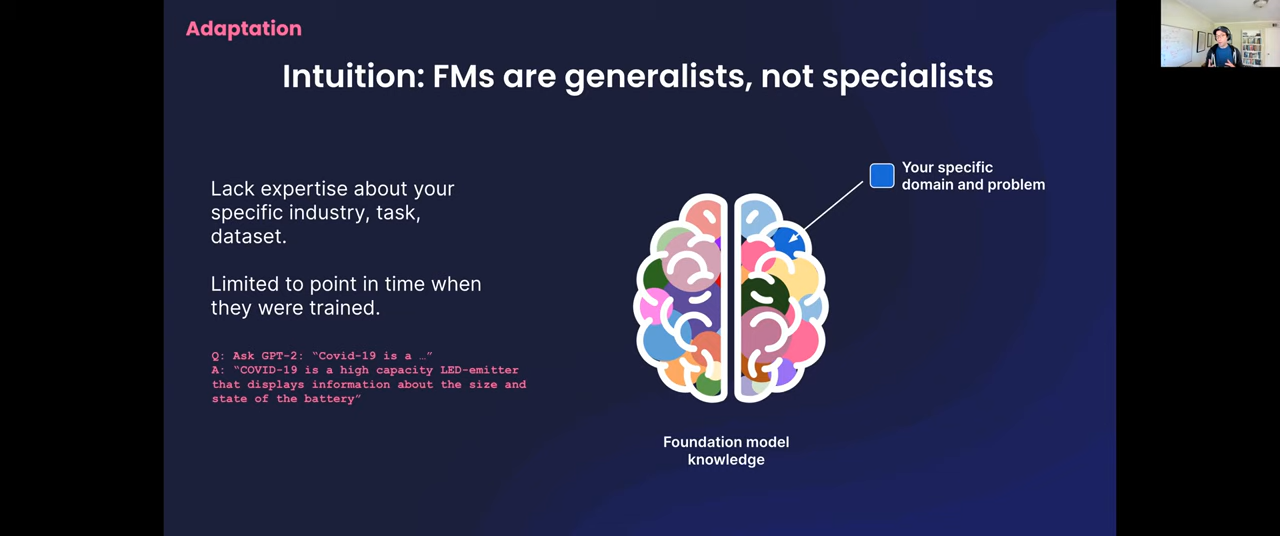 Adaptation
Intuition: FMs are generalists, not specialists
Lack expertise about your
specific industry, task,
dataset.
Limited to point in time when
they were trained.
Q: Ask GPT-2: “Covid-19 is a …”
A: “COVID-19 is a high capacity LED-emitter
that displays information about the size and
state of the battery”
Your specific
domain and problem
Foundation model
knowledge